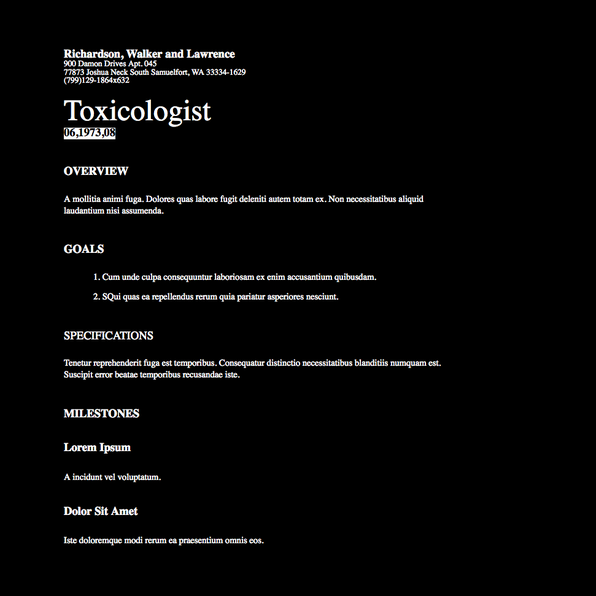 Richardson, Walker and Lawrence
900 Damon Drives Apt. 045
77873 Joshua Neck South Samuelfort, WA 33334-1629
(799)129-1864x632
Toxicologist
06,1973,08
OVERVIEW
A mollitia animi fuga. Dolores quas labore fugit deleniti autem totam ex. Non necessitatibus aliquid
laudantium nisi assumenda.
GOALS
1. Cum unde culpa consequuntur laboriosam ex enim accusantium quibusdam.
2. SQui quas ea repellendus rerum quia pariatur asperiores nesciunt.
SPECIFICATIONS
Tenetur reprehenderit fuga est temporibus. Consequatur distinctio necessitatibus blanditiis numquam est.
Suscipit error beatae temporibus recusandae iste.
MILESTONES
Lorem Ipsum
A incidunt vel voluptatum.
Dolor Sit Amet
Iste doloremque modi rerum ea praesentium omnis eos.